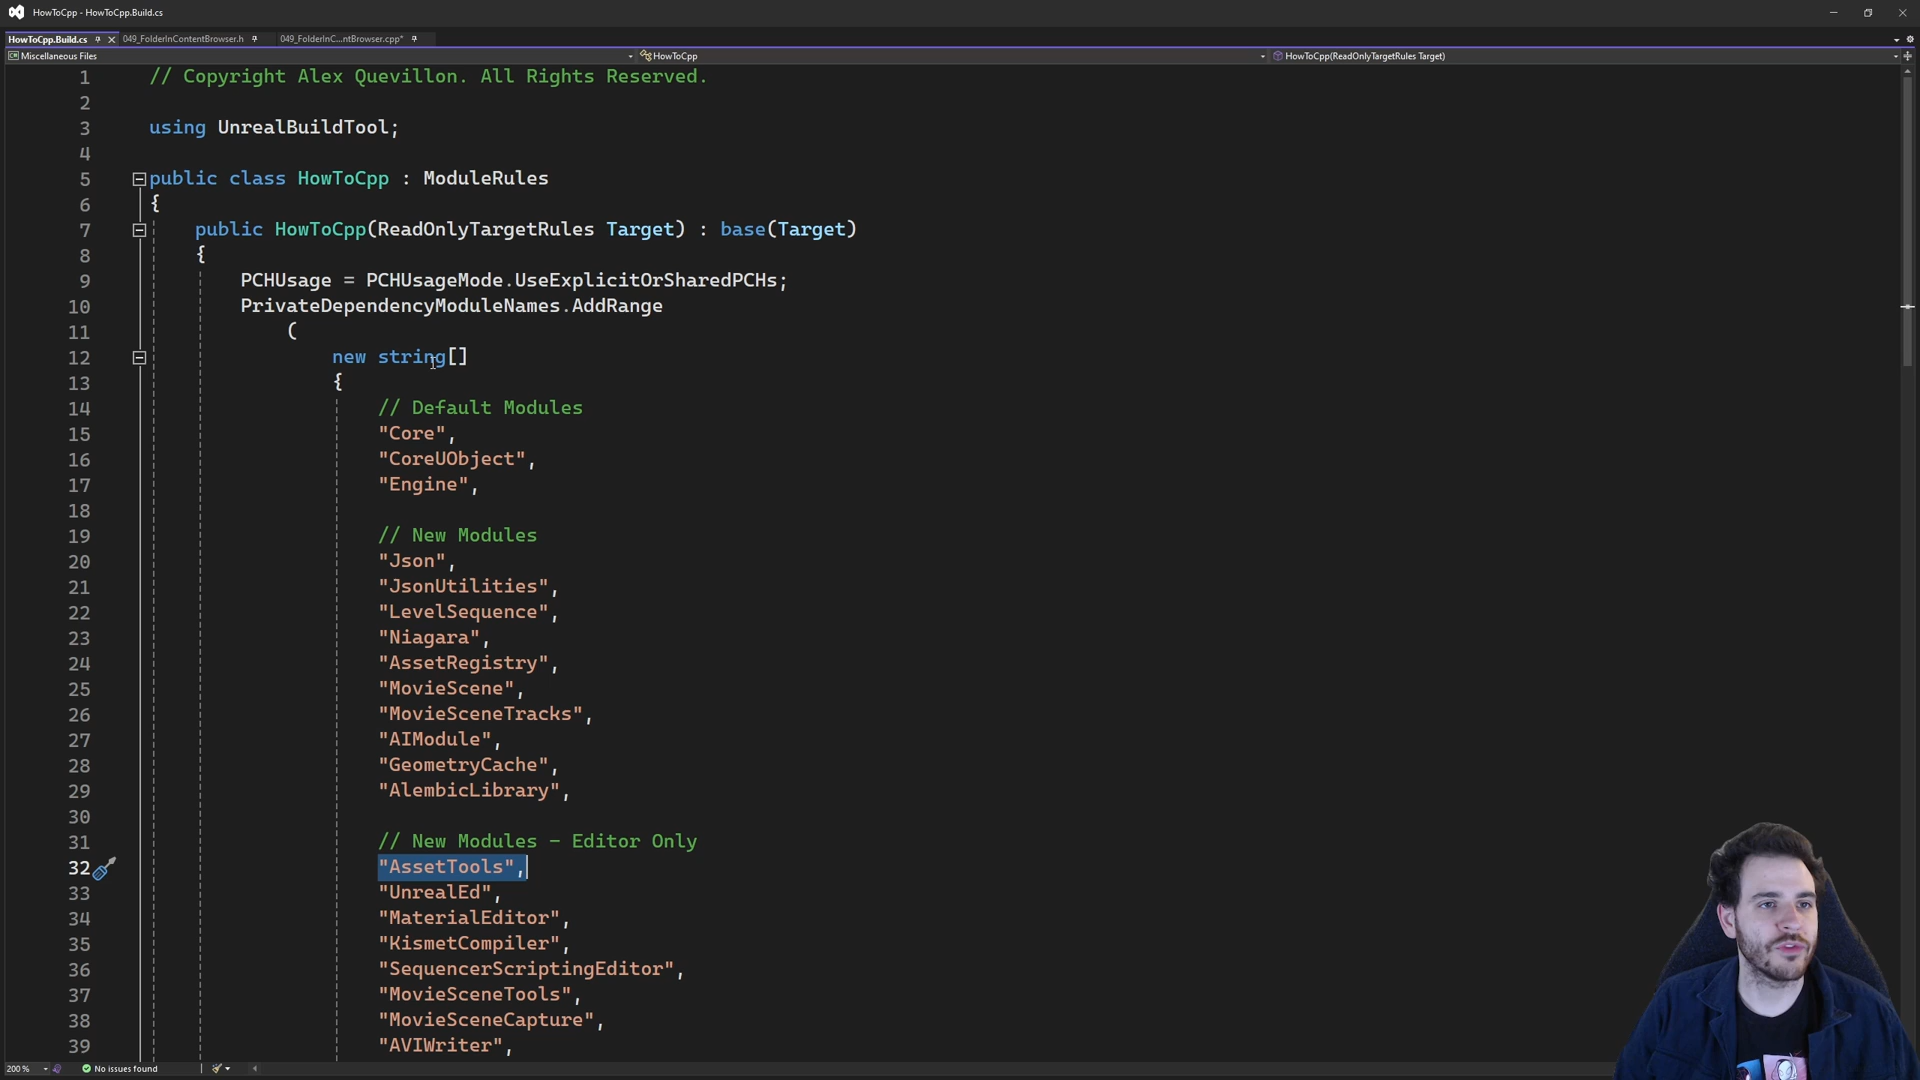 HowToCpp - HowToCpp.Build.cs
HowToCpp.Build.cs 049_FolderInContentBrowser.h 049_FolderInC...ntBrowser.cpp*
Miscellaneous Files HowToCpp HowToCpp(ReadOnlyTargetRules Target)
1 // Copyright Alex Quevillon. All Rights Reserved.
2
3 using UnrealBuildTool;
4
5 public class HowToCpp : ModuleRules
6 {
7 public HowToCpp(ReadOnlyTargetRules Target) : base(Target)
8 {
9 PCHUsage = PCHUsageMode.UseExplicitOrSharedPCHs;
10 PrivateDependencyModuleNames.AddRange
11 (
12 new string[]
13 {
14 // Default Modules
15 "Core",
16 "CoreUObject",
17 "Engine",
18
19 // New Modules
20 "Json",
21 "JsonUtilities",
22 "LevelSequence",
23 "Niagara",
24 "AssetRegistry",
25 "MovieScene",
26 "MovieSceneTracks",
27 "AIModule",
28 "GeometryCache",
29 "AlembicLibrary",
30
31 // New Modules - Editor Only
32 "AssetTools",
33 "UnrealEd",
34 "MaterialEditor",
35 "KismetCompiler",
36 "SequencerScriptingEditor",
37 "MovieSceneTools",
38 "MovieSceneCapture",
39 "AVIWriter",
200 % No issues found